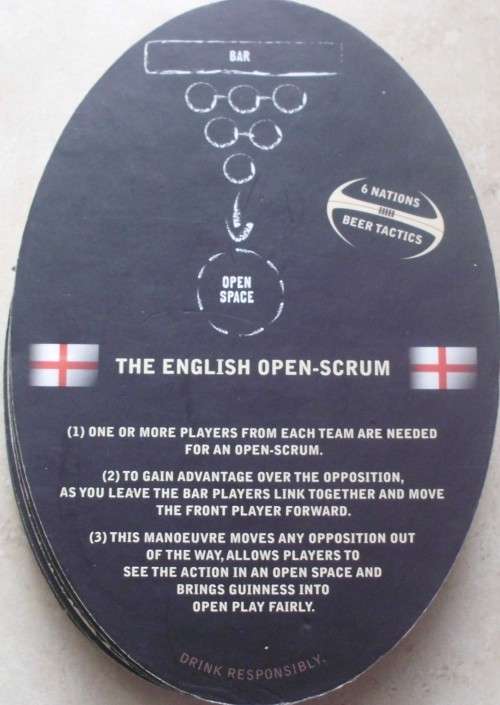 BAR
6 NATIONS
BEER TACTICS
OPEN
SPACE
THE ENGLISH OPEN-SCRUM
(1) ONE OR MORE PLAYERS FROM EACH TEAM ARE NEEDED
FOR AN OPEN-SCRUM.
(2) TO GAIN ADVANTAGE OVER THE OPPOSITION,
AS YOU LEAVE THE BAR PLAYERS LINK TOGETHER AND MOVE
THE FRONT PLAYER FORWARD.
(3) THIS MANOEUVRE MOVES ANY OPPOSITION OUT
OF THE WAY, ALLOWS PLAYERS TO
SEE THE ACTION IN AN OPEN SPACE AND
BRINGS GUINNESS INTO
OPEN PLAY FAIRLY.
DRINK RESPONSIBLY.